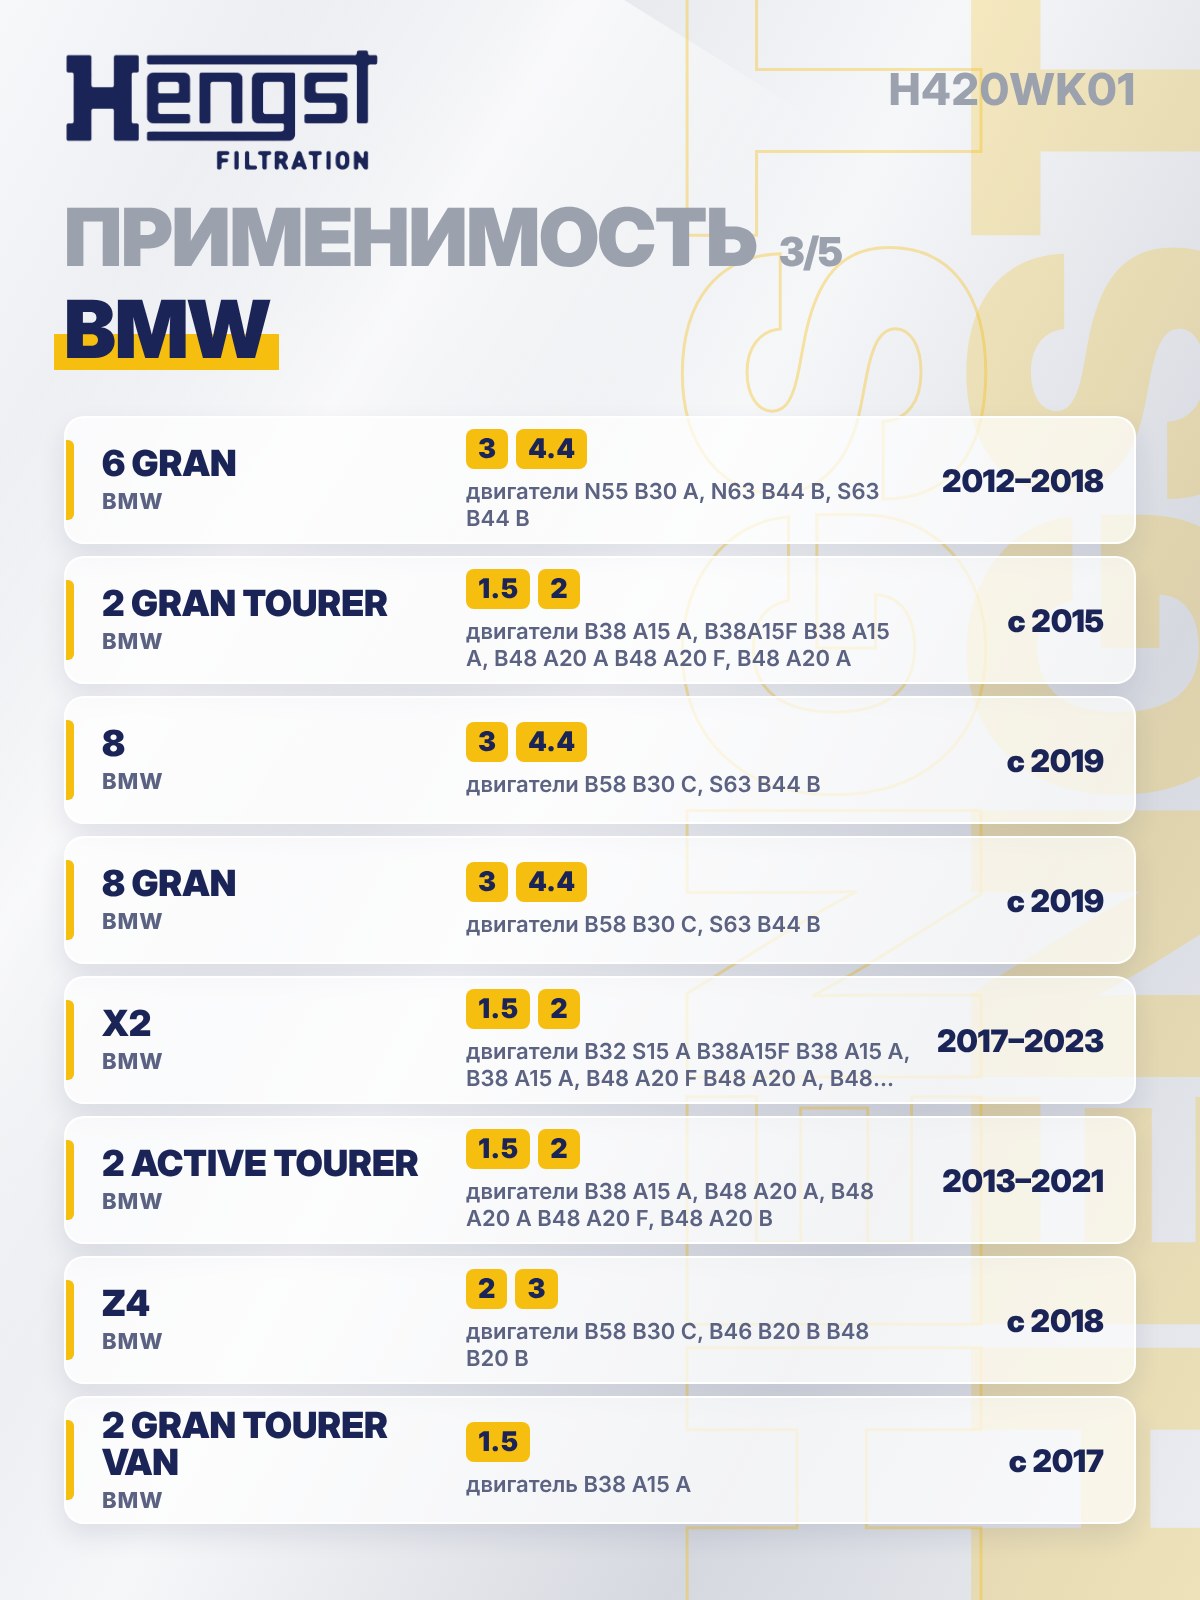 Hengst
FILTRATION
H420WK01
ПРИМЕНИМОСТЬ 3/5
BMW
6 GRAN
BMW
3 4.4
двигатели N55 B30 A, N63 B44 B, S63
B44 B
2012–2018
2 GRAN TOURER
BMW
1.5 2
двигатели B38 A15 A, B38A15F B38 A15
A, B48 A20 A B48 A20 F, B48 A20 A
с 2015
8
BMW
3 4.4
двигатели B58 B30 C, S63 B44 B
с 2019
8 GRAN
BMW
3 4.4
двигатели B58 B30 C, S63 B44 B
с 2019
X2
BMW
1.5 2
двигатели B32 S15 A B38A15F B38 A15 A,
B38 A15 A, B48 A20 F B48 A20 A, B48...
2017–2023
2 ACTIVE TOURER
BMW
1.5 2
двигатели B38 A15 A, B48 A20 A, B48
A20 A B48 A20 F, B48 A20 B
2013–2021
Z4
BMW
2 3
двигатели B58 B30 C, B46 B20 B B48
B20 B
с 2018
2 GRAN TOURER
VAN
BMW
1.5
двигатель B38 A15 A
с 2017
HENGST